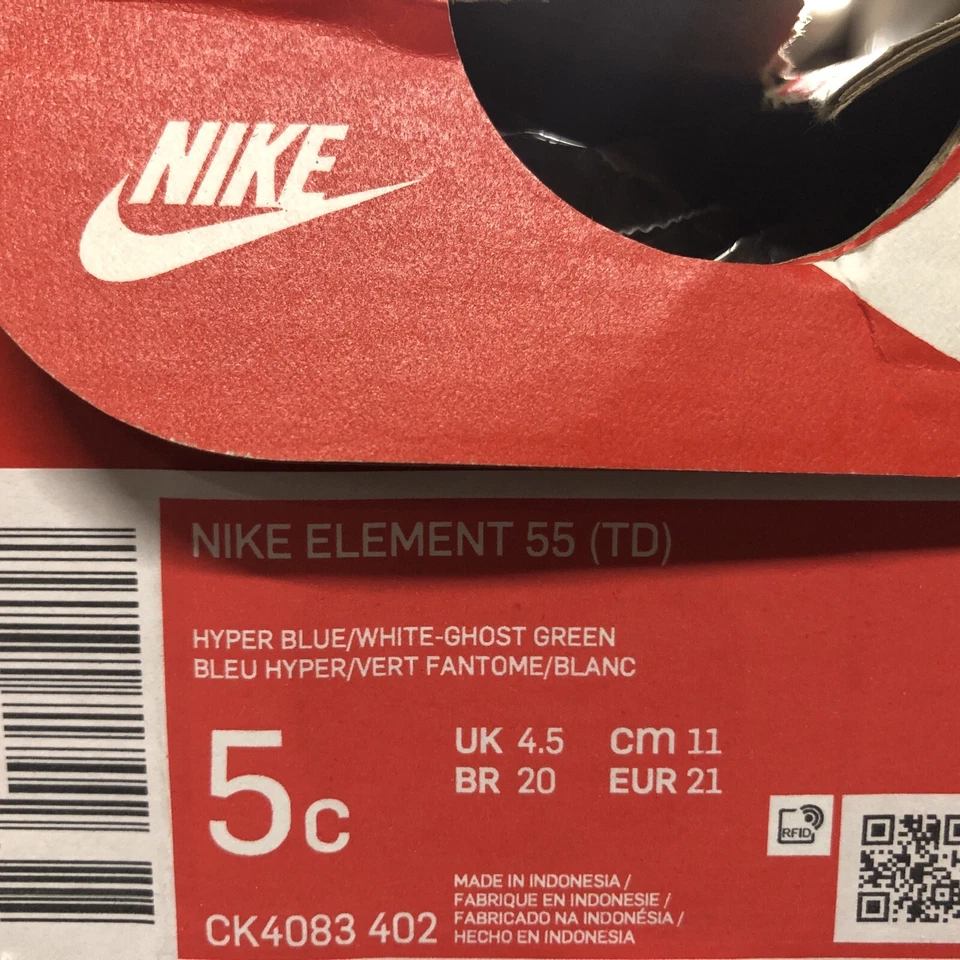 NIKE
NIKE ELEMENT 55 (TD)
HYPER BLUE/WHITE-GHOST GREEN
BLEU HYPER/VERT FANTOME/BLANC
5C
UK 4.5 cm 11
BR 20 EUR 21
RFID
MADE IN INDONESIA /
FABRIQUE EN INDONESIE /
FABRICADO NA INDONÉSIA /
HECHO EN INDONESIA
CK4083 402